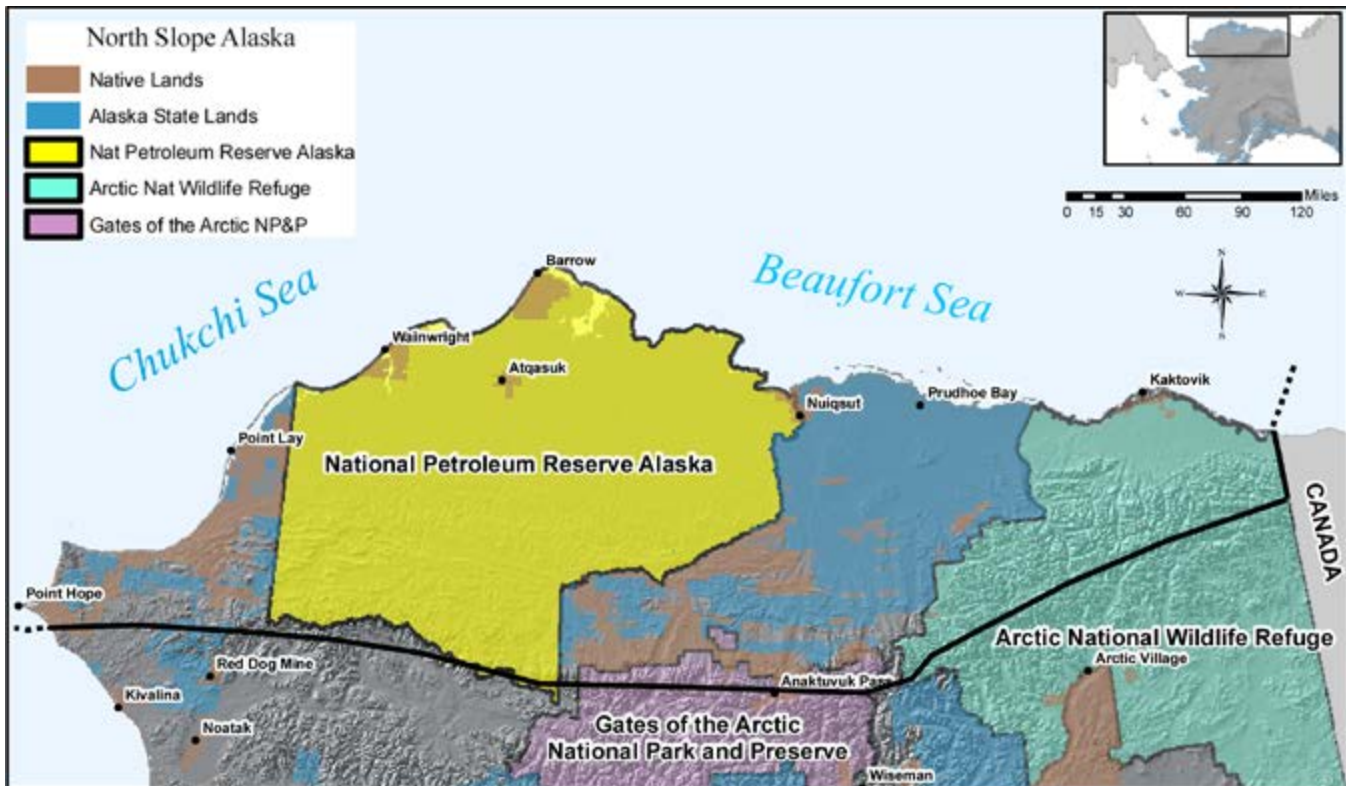 North Slope Alaska
Native Lands
Alaska State Lands
Nat Petroleum Reserve Alaska
Arctic Nat Wildlife Refuge
Gates of the Arctic NP&P
Miles
0 15 30 60 90 120
N
W E
S
Chukchi Sea
Beaufort Sea
Barrow
Wainwright
Atqasuk
Nuiqsut
Prudhoe Bay
Kaktovik
Point Lay
National Petroleum Reserve Alaska
CANADA
Point Hope
Arctic National Wildlife Refuge
Arctic Village
Red Dog Mine
Anaktuvuk Pass
Kivalina
Noatak
Gates of the Arctic
National Park and Preserve
Wiseman